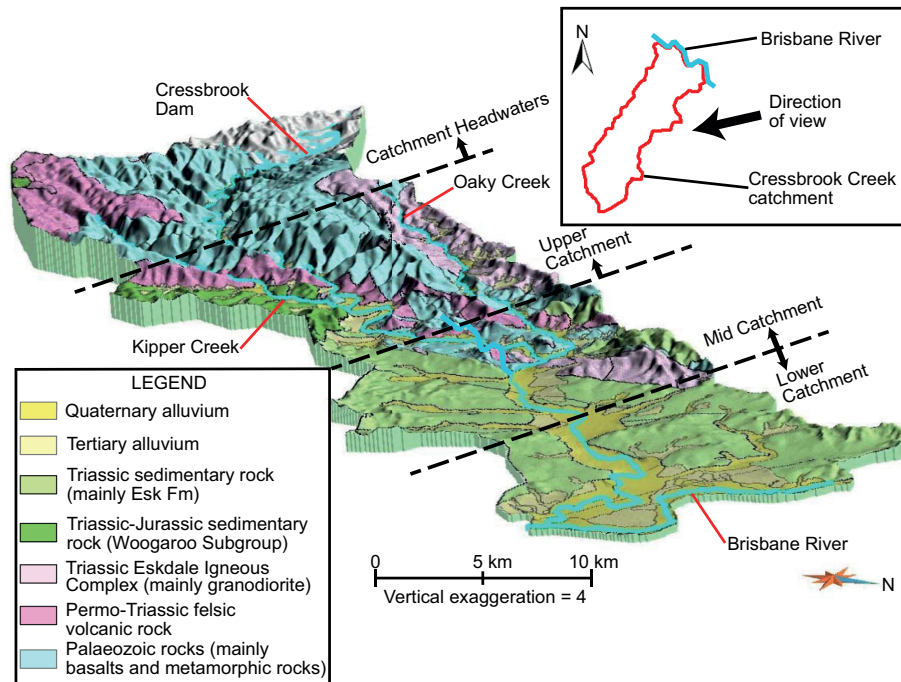 N
Brisbane River
Direction
of view
Cressbrook Creek
catchment
Cressbrook
Dam
Catchment Headwaters
Oaky Creek
Upper
Catchment
Mid Catchment
Lower
Catchment
Kipper Creek
LEGEND
Quaternary alluvium
Tertiary alluvium
Triassic sedimentary rock
(mainly Esk Fm)
Triassic-Jurassic sedimentary
rock (Woogaroo Subgroup)
Triassic Eskdale Igneous
Complex (mainly granodiorite)
Permo-Triassic felsic
volcanic rock
Palaeozoic rocks (mainly
basalts and metamorphic rocks)
0 5 km 10 km
Vertical exaggeration = 4
Brisbane River
N